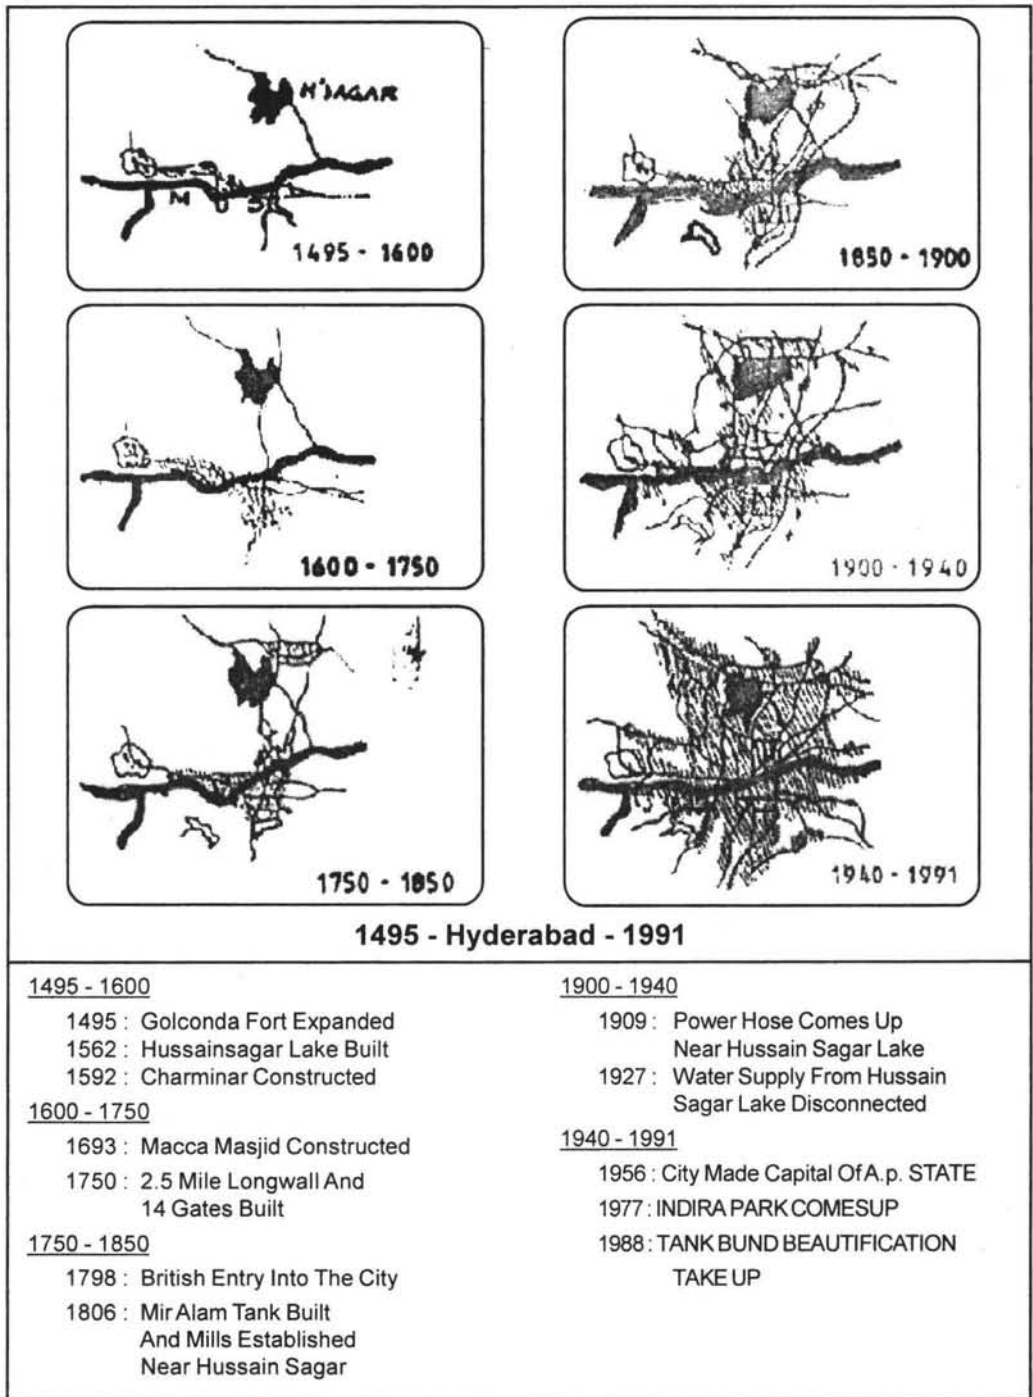 H'SAGAR
M U S
1495 - 1600
1600 - 1750
1750 - 1850
1850 - 1900
1900 - 1940
1940 - 1991
1495 - Hyderabad - 1991
1495 - 1600
1495 : Golconda Fort Expanded
1562 : Hussainsagar Lake Built
1592 : Charminar Constructed
1600 - 1750
1693 : Macca Masjid Constructed
1750 : 2.5 Mile Longwall And
14 Gates Built
1750 - 1850
1798 : British Entry Into The City
1806 : Mir Alam Tank Built
And Mills Established
Near Hussain Sagar
1900 - 1940
1909 : Power Hose Comes Up
Near Hussain Sagar Lake
1927 : Water Supply From Hussain
Sagar Lake Disconnected
1940 - 1991
1956 : City Made Capital Of A.p. STATE
1977 : INDIRA PARK COMESUP
1988 : TANK BUND BEAUTIFICATION
TAKE UP